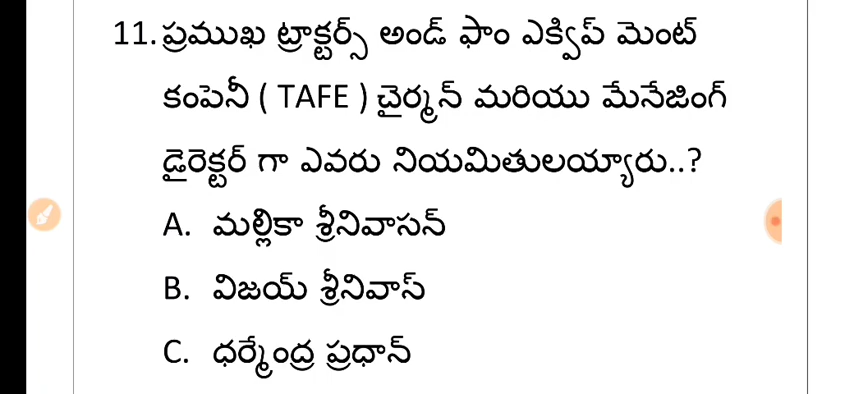 11. ప్రముఖ ట్రాక్టర్స్ అండ్ ఫాం ఎక్విప్ మెంట్
కంపెనీ ( TAFE ) చైర్మన్ మరియు మేనేజింగ్
డైరెక్టర్ గా ఎవరు నియమితులయ్యారు..?
A. మల్లికా శ్రీనివాసన్
B. విజయ్ శ్రీనివాస్
C. ధర్మేంద్ర ప్రధాన్